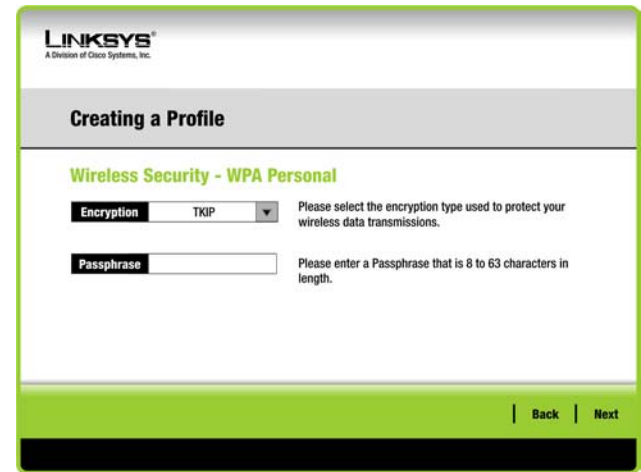 LINKSYS®
A Division of Cisco Systems, Inc.
Creating a Profile
Wireless Security - WPA Personal
Encryption TKIP Please select the encryption type used to protect your
wireless data transmissions.
Passphrase Please enter a Passphrase that is 8 to 63 characters in
length.
Back Next